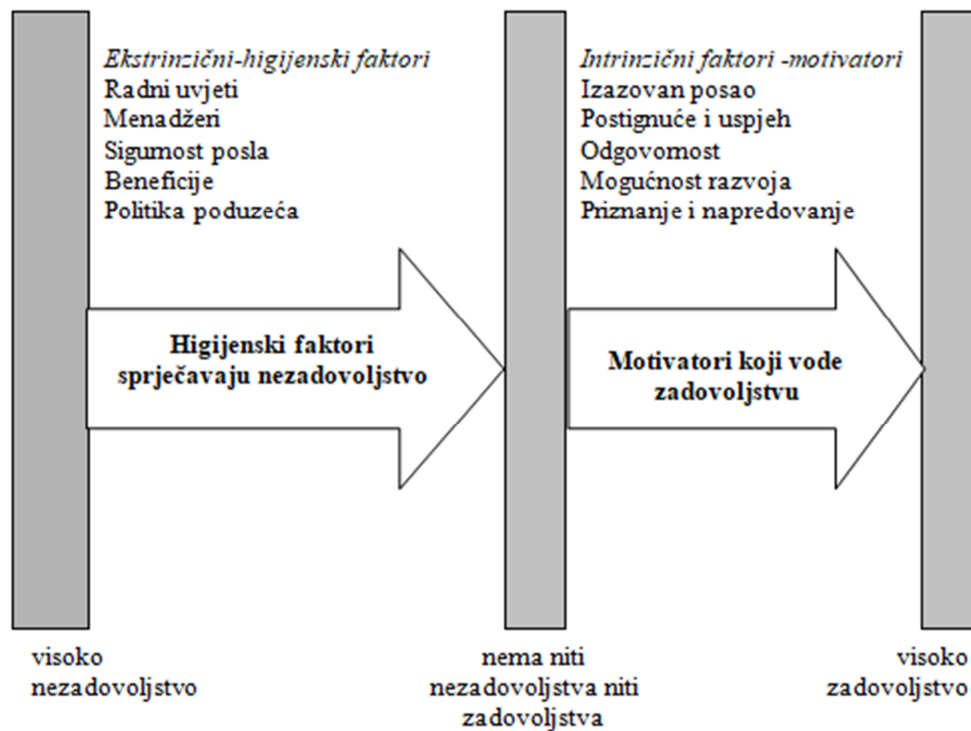 Ekstrinzični-higijenski faktori
Radni uvjeti
Menadžeri
Sigurnost posla
Beneficije
Politika poduzeća
Intrinzični faktori -motivatori
Izazovan posao
Postignuće i uspjeh
Odgovornost
Mogućnost razvoja
Priznanje i napredovanje
Higijenski faktori
sprječavaju nezadovoljstvo
Motivatori koji vode
zadovoljstvu
visoko
nezadovoljstvo
nema niti
nezadovoljstva niti
zadovoljstva
visoko
zadovoljstvo